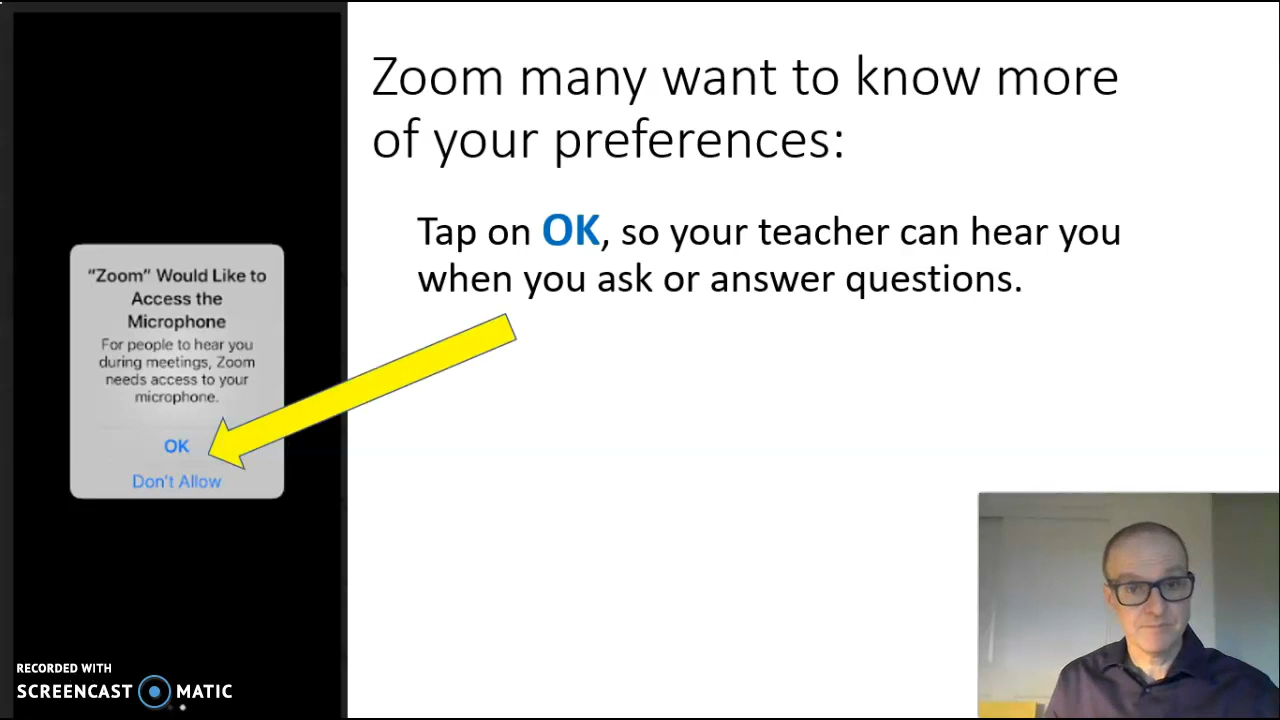 Zoom many want to know more
of your preferences:
Tap on OK, so your teacher can hear you
when you ask or answer questions.
“Zoom” Would Like to
Access the
Microphone
For people to hear you
during meetings, Zoom
needs access to your
microphone.
OK
Don't Allow
RECORDED WITH
SCREENCAST MATIC